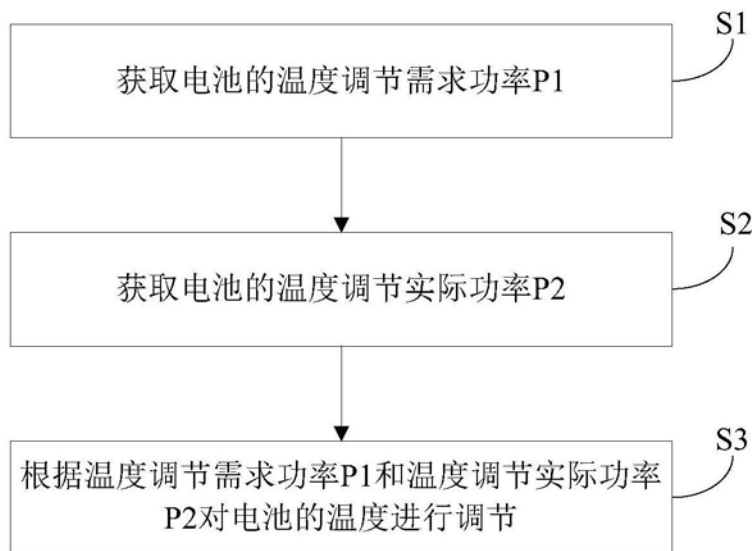 S1
获取电池的温度调节需求功率P1
S2
获取电池的温度调节实际功率P2
S3
根据温度调节需求功率P1和温度调节实际功率
P2对电池的温度进行调节